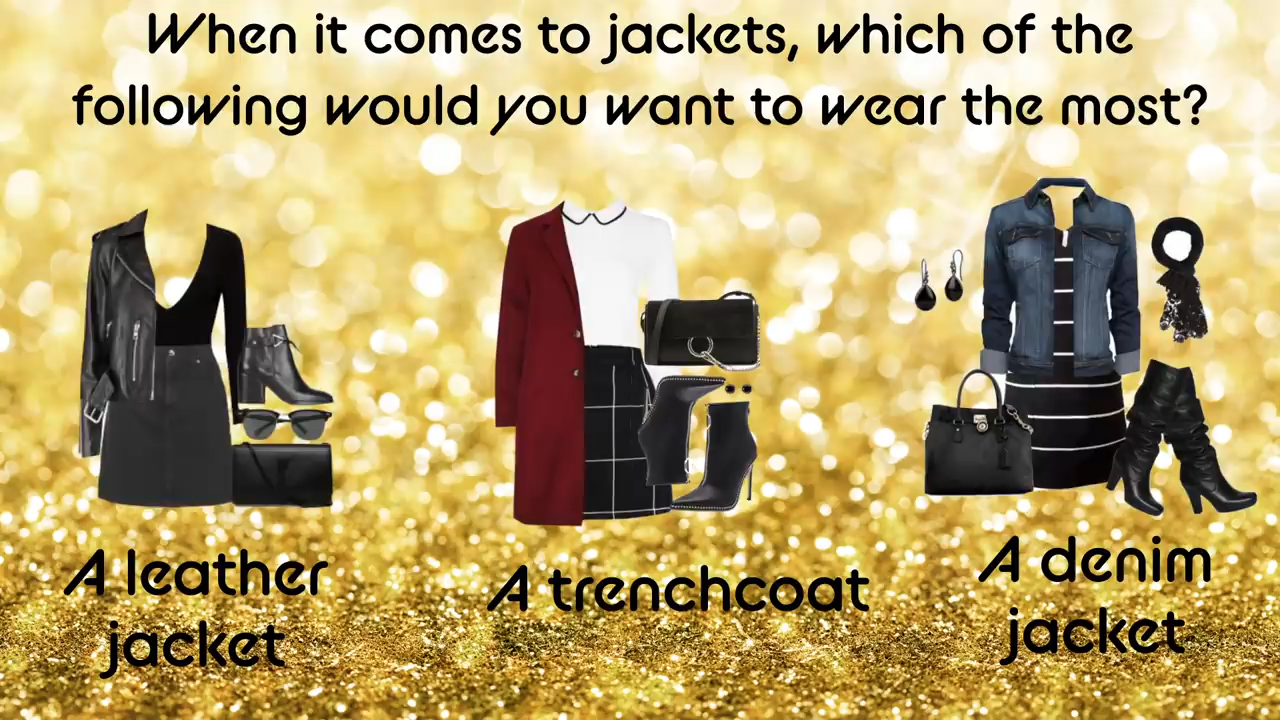 When it comes to jackets, which of the
following would you want to wear the most?
A leather
jacket
A trenchcoat
A denim
jacket